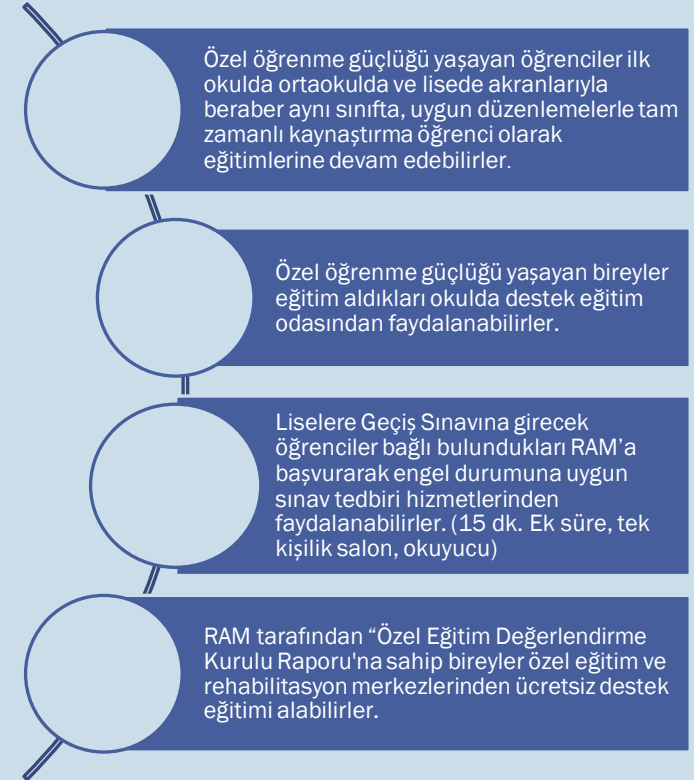 Özel öğrenme güçlüğü yaşayan öğrenciler ilk
okulda ortaokulda ve lisede akranlarıyla
beraber aynı sınıfta, uygun düzenlemelerle tam
zamanlı kaynaştırma öğrenci olarak
eğitimlerine devam edebilirler.
Özel öğrenme güçlüğü yaşayan bireyler
eğitim aldıkları okulda destek eğitim
odasından faydalanabilirler.
Liselere Geçiş Sınavına girecek
öğrenciler bağlı bulundukları RAM’a
başvurarak engel durumuna uygun
sınav tedbiri hizmetlerinden
faydalanabilirler. (15 dk. Ek süre, tek
kişilik salon, okuyucu)
RAM tarafından “Özel Eğitim Değerlendirme
Kurulu Raporu'na sahip bireyler özel eğitim ve
rehabilitasyon merkezlerinden ücretsiz destek
eğitimi alabilirler.